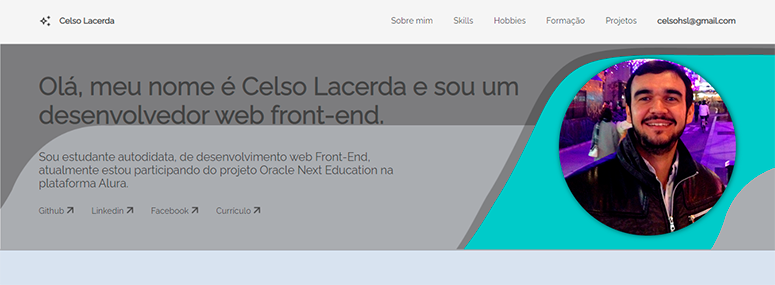 Celso Lacerda
Sobre mim Skills Hobbies Formação Projetos celsohsl@gmail.com
Olá, meu nome é Celso Lacerda e sou um
desenvolvedor web front-end.
Sou estudante autodidata, de desenvolvimento web Front-End,
atualmente estou participando do projeto Oracle Next Education na
plataforma Alura.
Github Linkedin Facebook Currículo